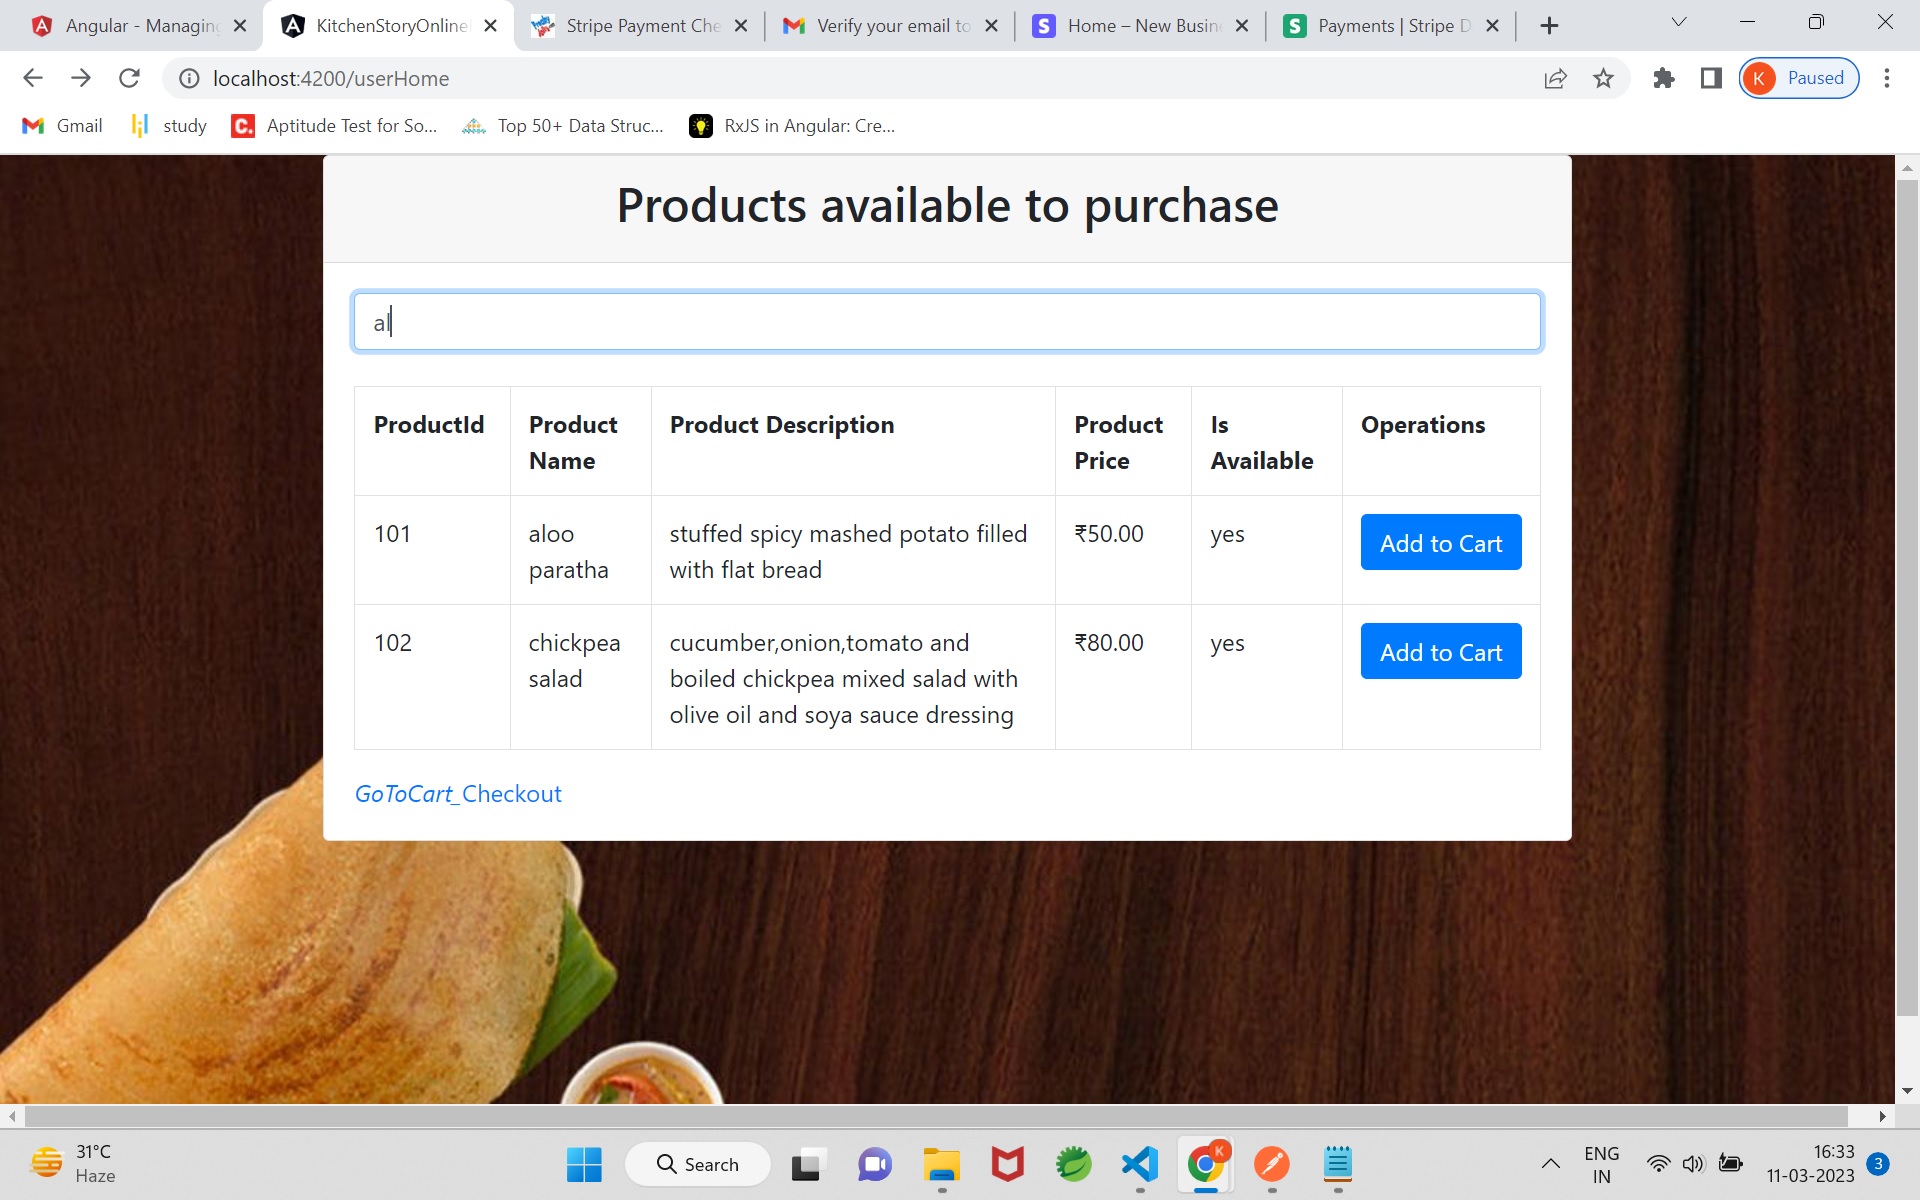 Angular - Managing
KitchenStoryOnline
Stripe Payment Che
Verify your email to
Home – New Busin
Payments | Stripe D
localhost:4200/userHome
K
Paused
Gmail
study
C.
Aptitude Test for So...
Top 50+ Data Struc...
RxJS in Angular: Cre...
Products available to purchase
al
ProductId
Product Name
Product Description
Product Price
Is Available
Operations
101
aloo
paratha
stuffed spicy mashed potato filled
with flat bread
₹50.00
yes
Add to Cart
102
chickpea
salad
cucumber,onion,tomato and
boiled chickpea mixed salad with
olive oil and soya sauce dressing
₹80.00
yes
Add to Cart
GoToCart_Checkout
31°C
Haze
Search
K
ENG
IN
16:33
11-03-2023
3